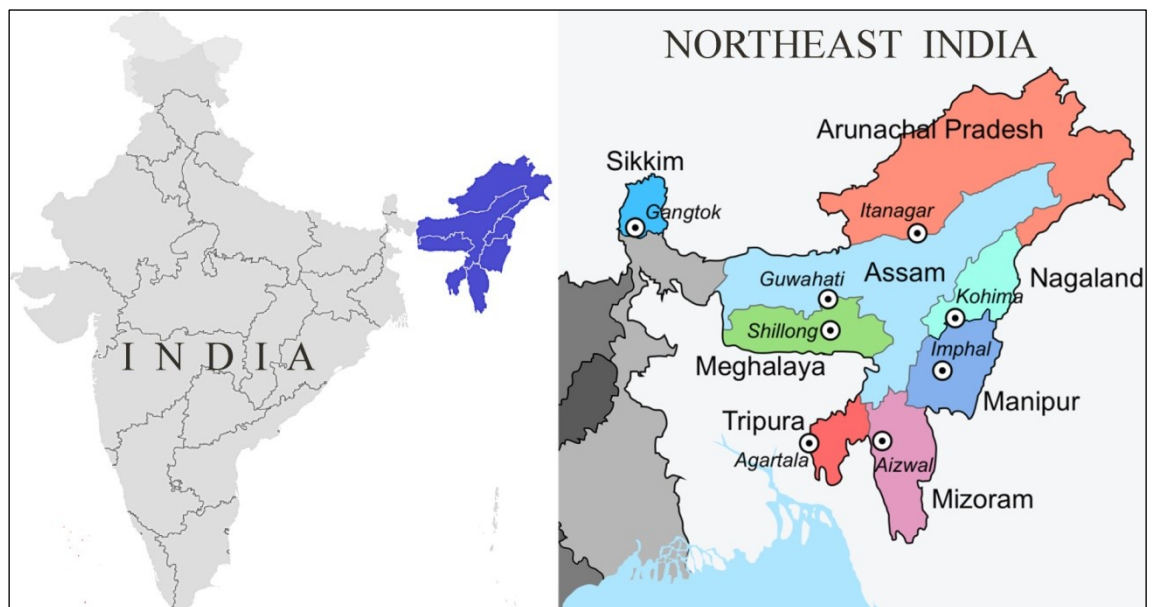 INDIA
NORTHEAST INDIA
Arunachal Pradesh
Sikkim
Gangtok
Itanagar
Guwahati
Assam
Nagaland
Kohima
Shillong
Imphal
Meghalaya
Manipur
Tripura
Agartala
Aizwal
Mizoram